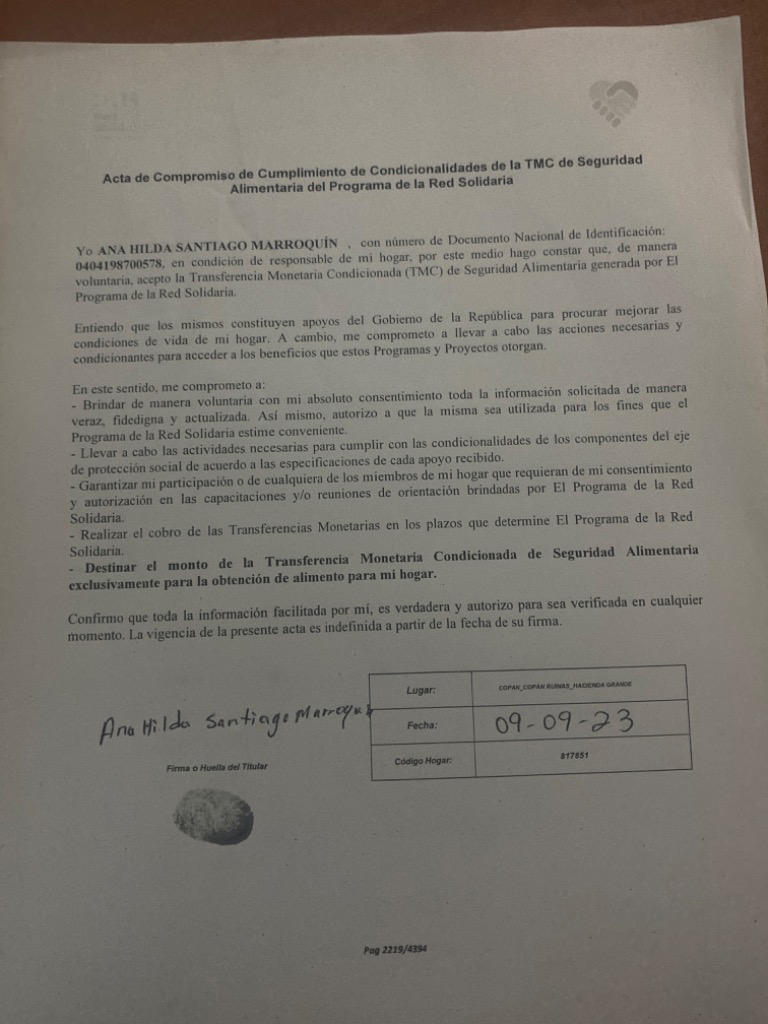 Acta de Compromiso de Cumplimiento de Condicionalidades de la TMC de Seguridad
Alimentaria del Programa de la Red Solidaria
Yo ANA HILDA SANTIAGO MARROQUÍN , con número de Documento Nacional de Identificación:
0404198700578, en condición de responsable de mi hogar, por este medio hago constar que, de manera
voluntaria, acepto la Transferencia Monetaria Condicionada (TMC) de Seguridad Alimentaria generada por El
Programa de la Red Solidaria.
Entiendo que los mismos constituyen apoyos del Gobierno de la República para procurar mejorar las
condiciones de vida de mi hogar. A cambio, me comprometo a llevar a cabo las acciones necesarias y
condicionantes para acceder a los beneficios que estos Programas y Proyectos otorgan.
En este sentido, me comprometo a:
- Brindar de manera voluntaria con mi absoluto consentimiento toda la información solicitada de manera
veraz, fidedigna y actualizada. Así mismo, autorizo a que la misma sea utilizada para los fines que el
Programa de la Red Solidaria estime conveniente.
- Llevar a cabo las actividades necesarias para cumplir con las condicionalidades de los componentes del eje
de protección social de acuerdo a las especificaciones de cada apoyo recibido.
- Garantizar mi participación o de cualquiera de los miembros de mi hogar que requieran de mi consentimiento
y autorización en las capacitaciones y/o reuniones de orientación brindadas por El Programa de la Red
Solidaria.
- Realizar el cobro de las Transferencias Monetarias en los plazos que determine El Programa de la Red
Solidaria.
- Destinar el monto de la Transferencia Monetaria Condicionada de Seguridad Alimentaria
exclusivamente para la obtención de alimento para mi hogar.
Confirmo que toda la información facilitada por mí, es verdadera y autorizo para sea verificada en cualquier
momento. La vigencia de la presente acta es indefinida a partir de la fecha de su firma.
Ana Hilda Santiago Marroqui
Firma o Huella del Titular
Lugar: COPAN_COPÁN RUINAS_HACIENDA GRANDE
Fecha: 09-09-23
Código Hogar: 817851
Pag 2219/4394